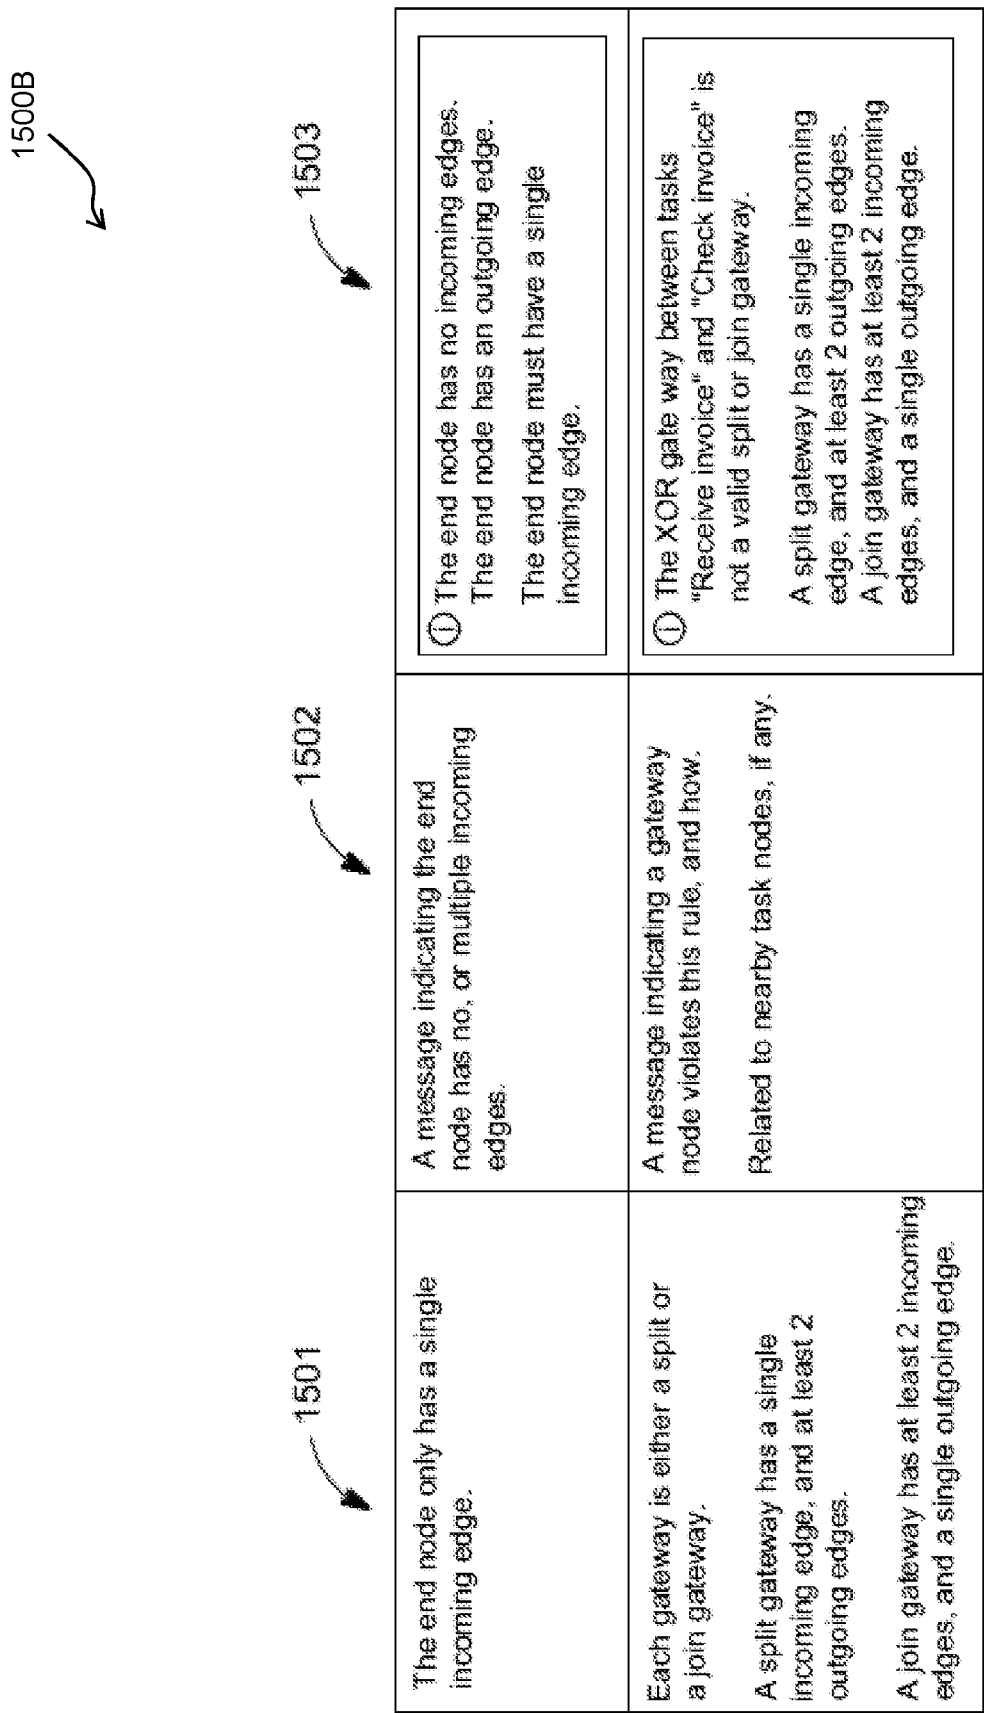 1500B
1501
1502
1503
The end node only has a single
incoming edge.
A message indicating the end
node has no, or multiple incoming
edges.
The end node has no incoming edges.
The end node has an outgoing edge.
The end node must have a single
incoming edge.
Each gateway is either a split or
a join gateway.
A split gateway has a single
incoming edge, and at least 2
outgoing edges.
A join gateway has at least 2 incoming
edges, and a single outgoing edge.
A message indicating a gateway
node violates this rule, and how.
Related to nearby task nodes, if any.
The XOR gate way between tasks
"Receive invoice" and "Check invoice" is
not a valid split or join gateway.
A split gateway has a single incoming
edge, and at least 2 outgoing edges.
A join gateway has at least 2 incoming
edges, and a single outgoing edge.